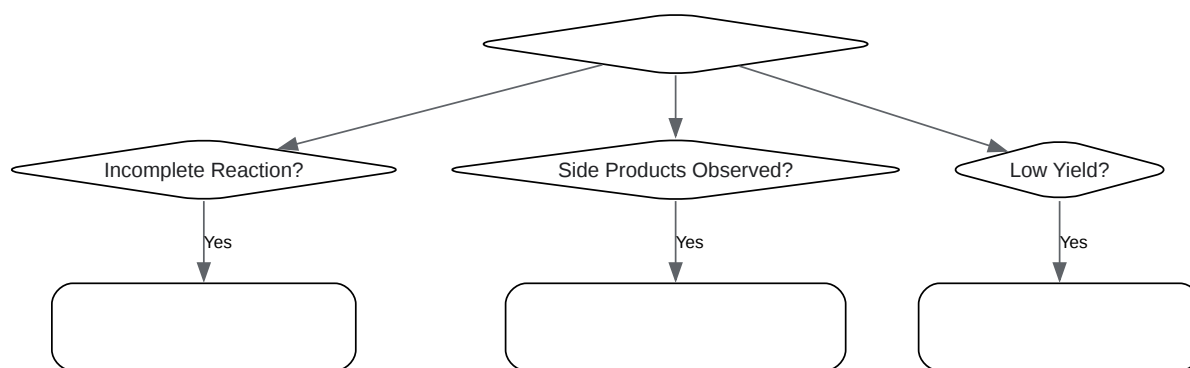 Incomplete Reaction?
Side Products Observed?
Low Yield?
Yes
Yes
Yes